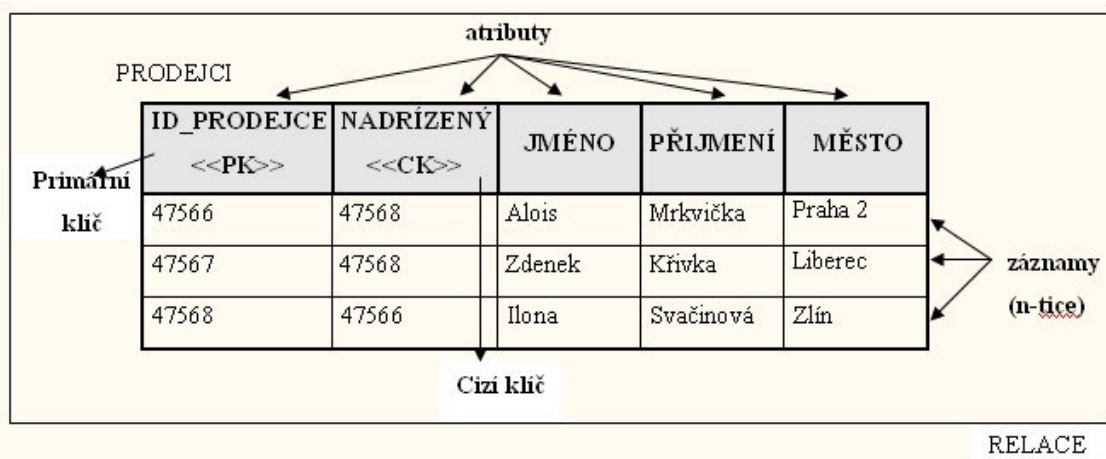 atributy
PRODEJCI
ID_PRODEJCE NADRÍZENÝ JMÉNO PŘIJMENÍ MĚSTO
<<PK>> <<CK>>
Primární
klíč
47566 47568 Alois Mrkvička Praha 2
47567 47568 Zdenek Křivka Liberec
47568 47566 Ilona Svačinová Zlín
záznamy
(n-tice)
Cizí klíč
RELACE